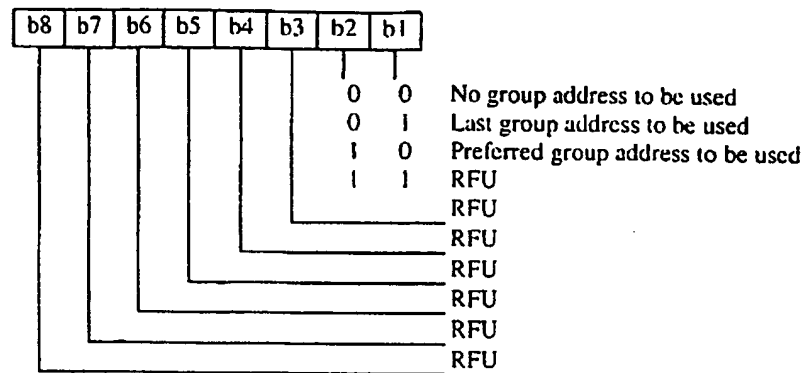 b8 b7 b6 b5 b4 b3 b2 b1
0 0 No group address to be used
0 1 Last group address to be used
1 0 Preferred group address to be used
1 1 RFU
RFU
RFU
RFU
RFU
RFU
RFU